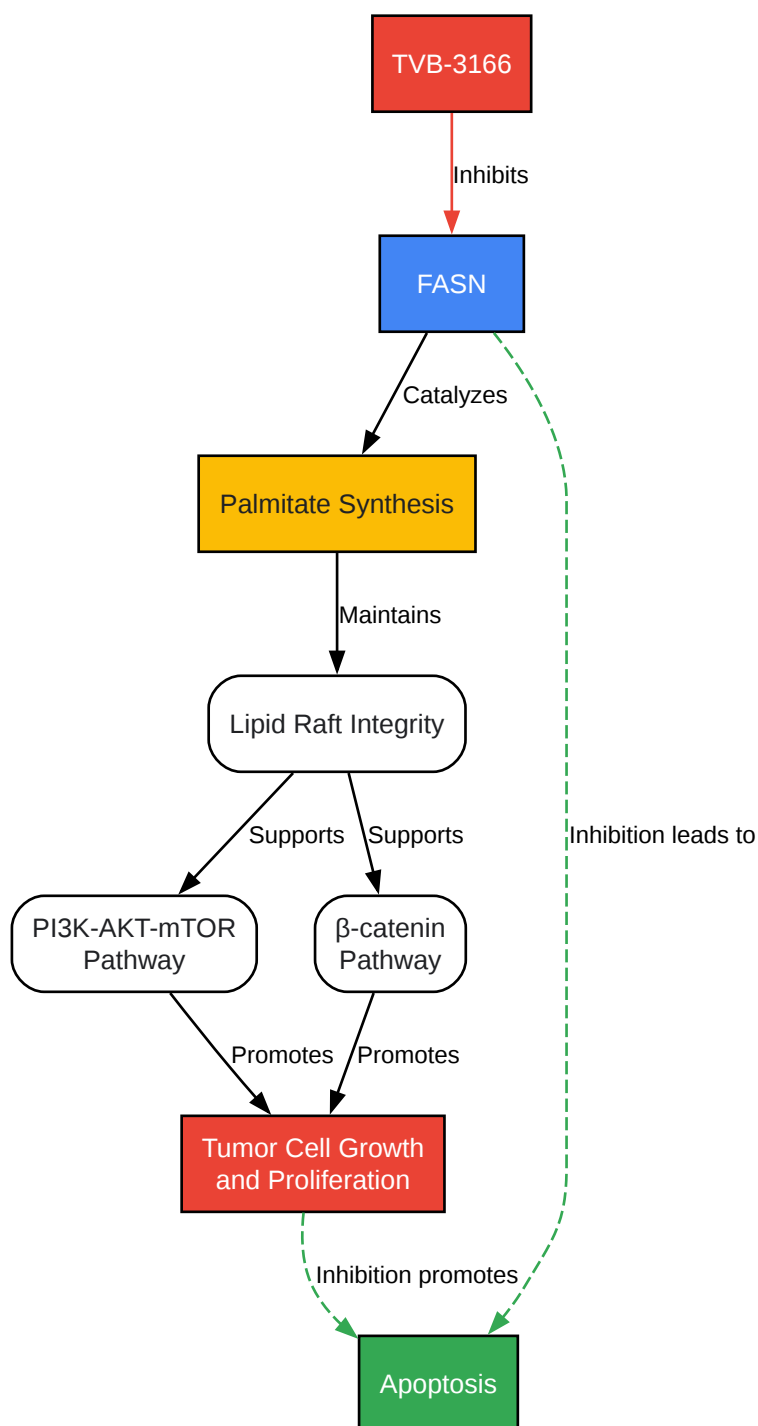 TVB-3166
Inhibits
FASN
Catalyzes
Palmitate Synthesis
Maintains
Lipid Raft Integrity
Supports
Supports
Inhibition leads to
PI3K-AKT-mTOR
Pathway
β-catenin
Pathway
Promotes
Promotes
Tumor Cell Growth
and Proliferation
Inhibition promotes
Apoptosis